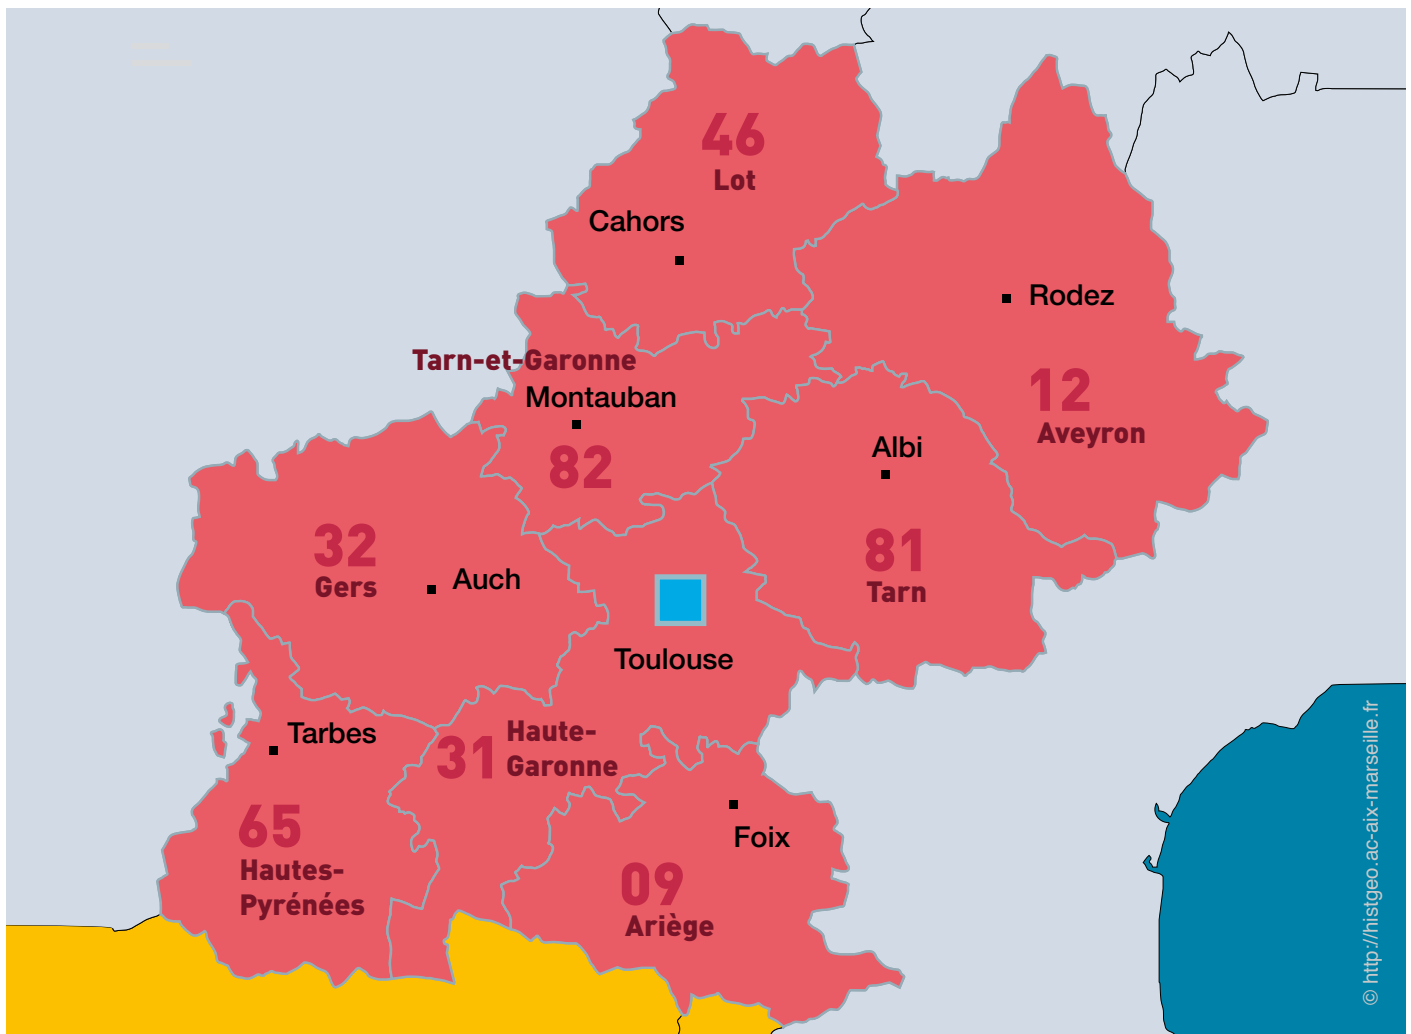 46
Lot
Cahors
Rodez
Tarn-et-Garonne
Montauban
82
12
Aveyron
Albi
32
Gers
Auch
81
Tarn
Toulouse
Tarbes
31
Haute-
Garonne
65
Hautes-
Pyrénées
Foix
09
Ariège
© http://histgeo.ac-aix-marseille.fr